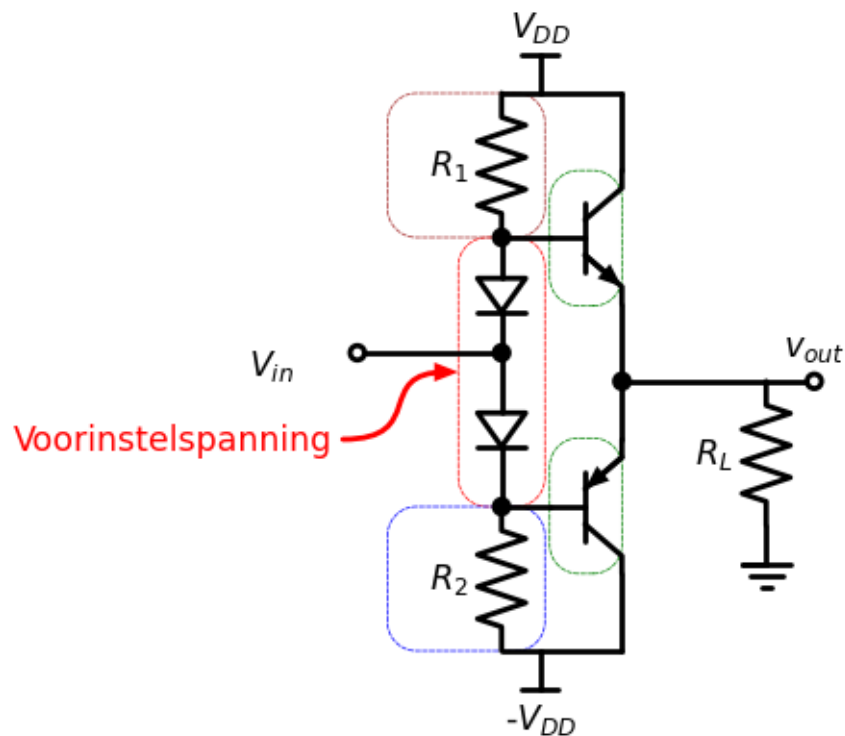 V_DD
R_1
V_in
v_out
Voorinstelspanning
R_L
R_2
-V_DD